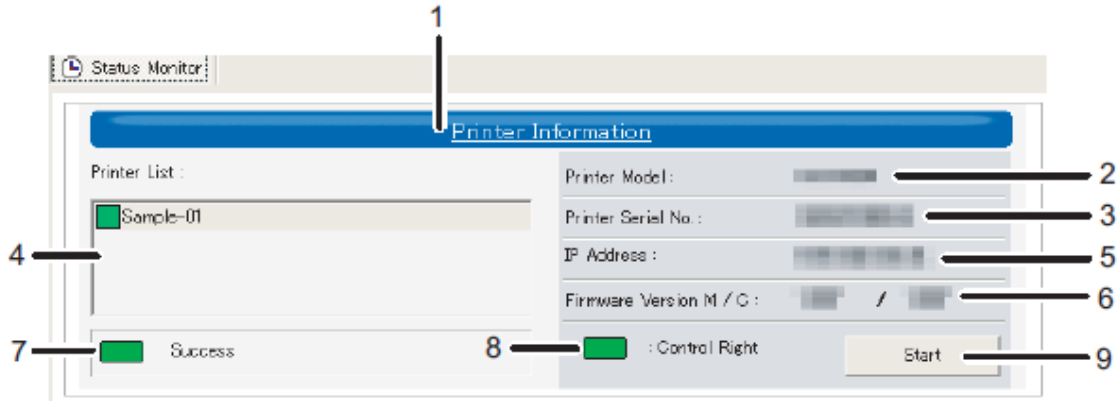 1
Status Monitor
Printer Information
Printer List :
Printer Model :
2
Sample-01
Printer Serial No. :
3
4
IP Address :
5
Firmware Version M / C :
/
6
7
Success
8
: Control Right
Start
9